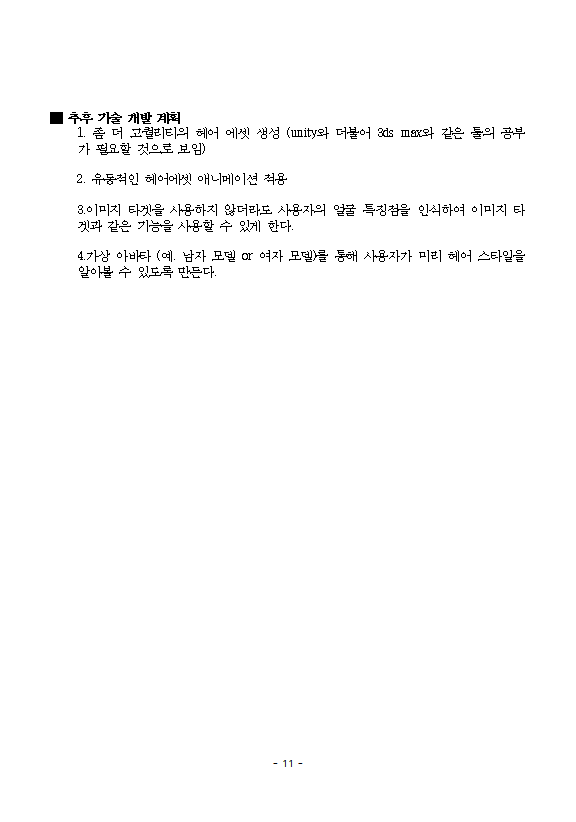 ■ 추후 기술 개발 계획
1. 좀 더 고퀄리티의 헤어 에셋 생성 (unity와 더불어 3ds max와 같은 툴의 공부
가 필요할 것으로 보임)
2. 유동적인 헤어에셋 애니메이션 적용
3.이미지 타겟을 사용하지 않더라도 사용자의 얼굴 특징점을 인식하여 이미지 타
겟과 같은 기능을 사용할 수 있게 한다.
4.가상 아바타 (예. 남자 모델 or 여자 모델)를 통해 사용자가 미리 헤어 스타일을
알아볼 수 있도록 만든다.
- 11 -